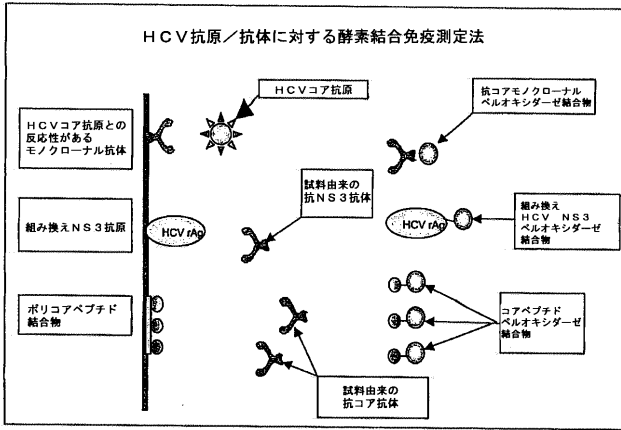 HCV抗原／抗体に対する酵素結合免疫測定法
HCVコア抗原との
反応性がある
モノクローナル抗体
HCVコア抗原
抗コアモノクローナル
ペルオキシダーゼ結合物
組み換えNS3抗原
HCV rAg
試料由来の
抗NS3抗体
HCV rAg
組み換え
HCV NS3
ペルオキシダーゼ
結合物
ポリコアペプチド
結合物
試料由来の
抗コア抗体
コアペプチド
ペルオキシダーゼ
結合物